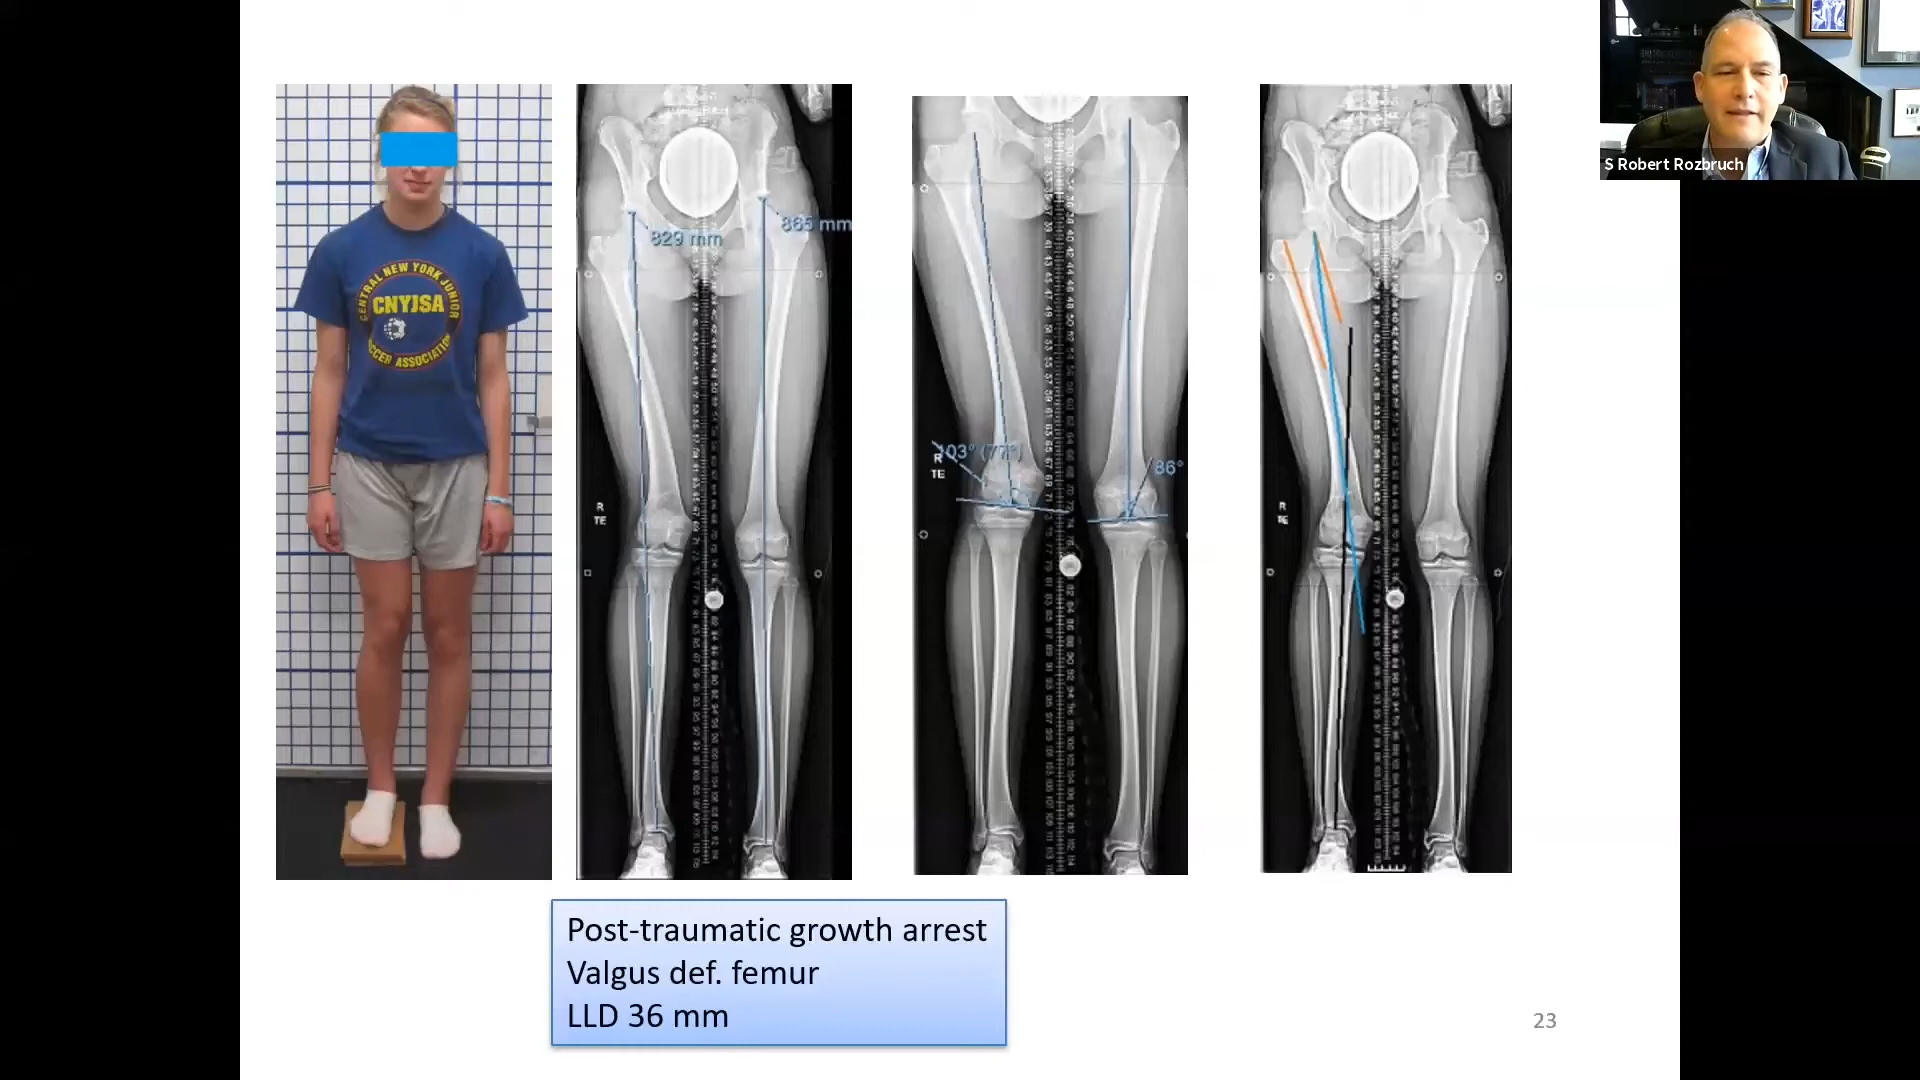 S Robert Rozbruch
CENTRAL NEW YORK JUNIOR
CNYJSA
SOCCER ASSOCIATION
829 mm
865 mm
R
TE
103° (77°)
R
TE
86°
R
TE
Post-traumatic growth arrest
Valgus def. femur
LLD 36 mm
23